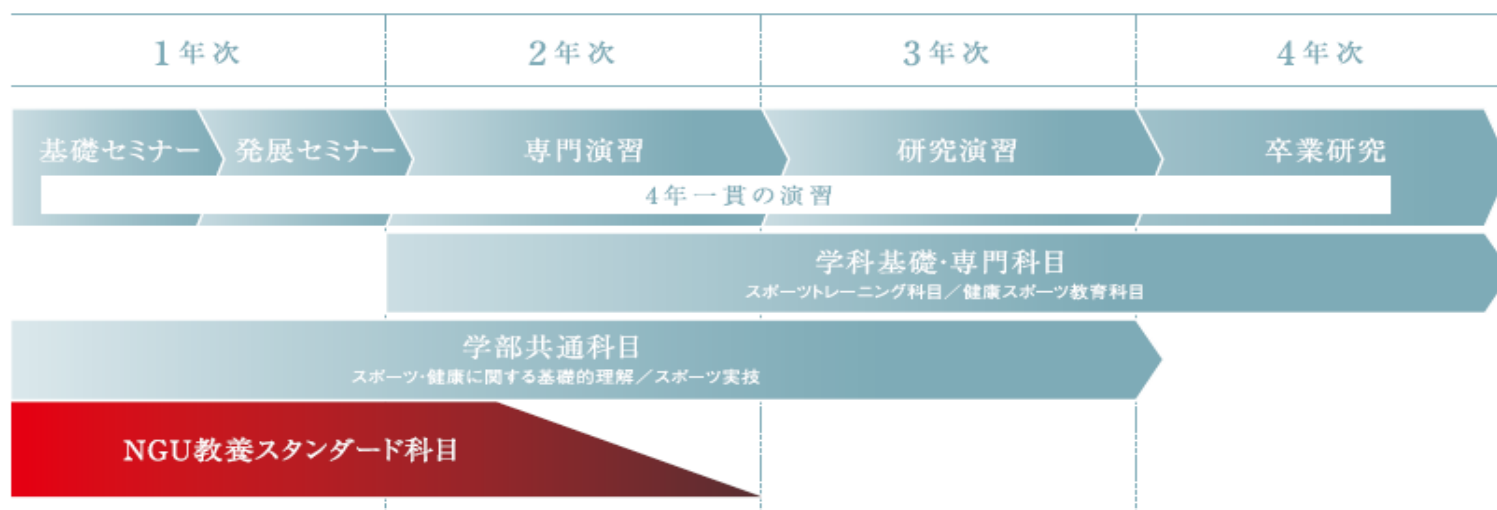 1年次 2年次 3年次 4年次
基礎セミナー 発展セミナー 専門演習 研究演習 卒業研究
4年一貫の演習
学科基礎・専門科目
スポーツトレーニング科目／健康スポーツ教育科目
学部共通科目
スポーツ・健康に関する基礎的理解／スポーツ実技
NGU教養スタンダード科目